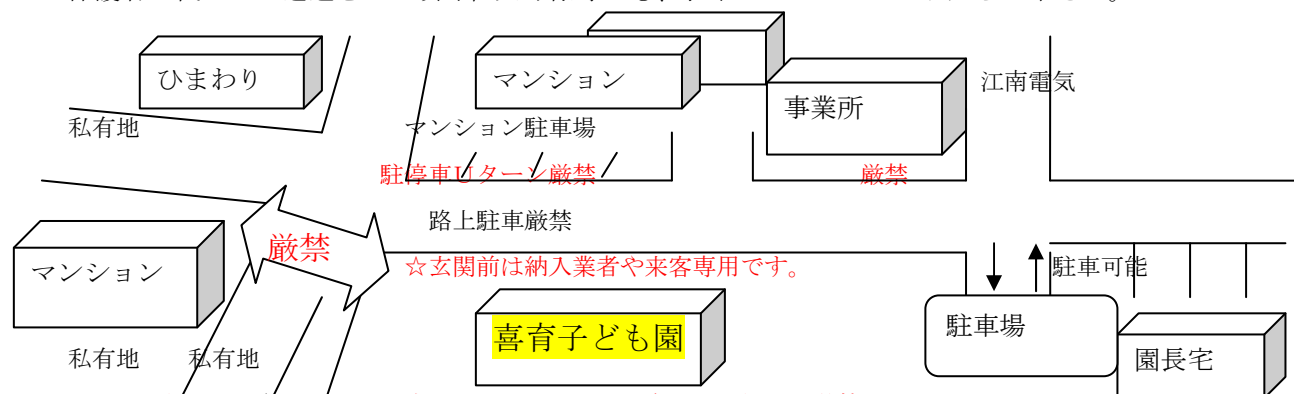 ひまわり
マンション
事業所
江南電気
私有地
マンション駐車場
駐停車Uターン厳禁
厳禁
路上駐車厳禁
厳禁
マンション
☆玄関前は納入業者や来客専用です。
駐車可能
喜育子ども園
駐車場
園長宅
私有地
私有地